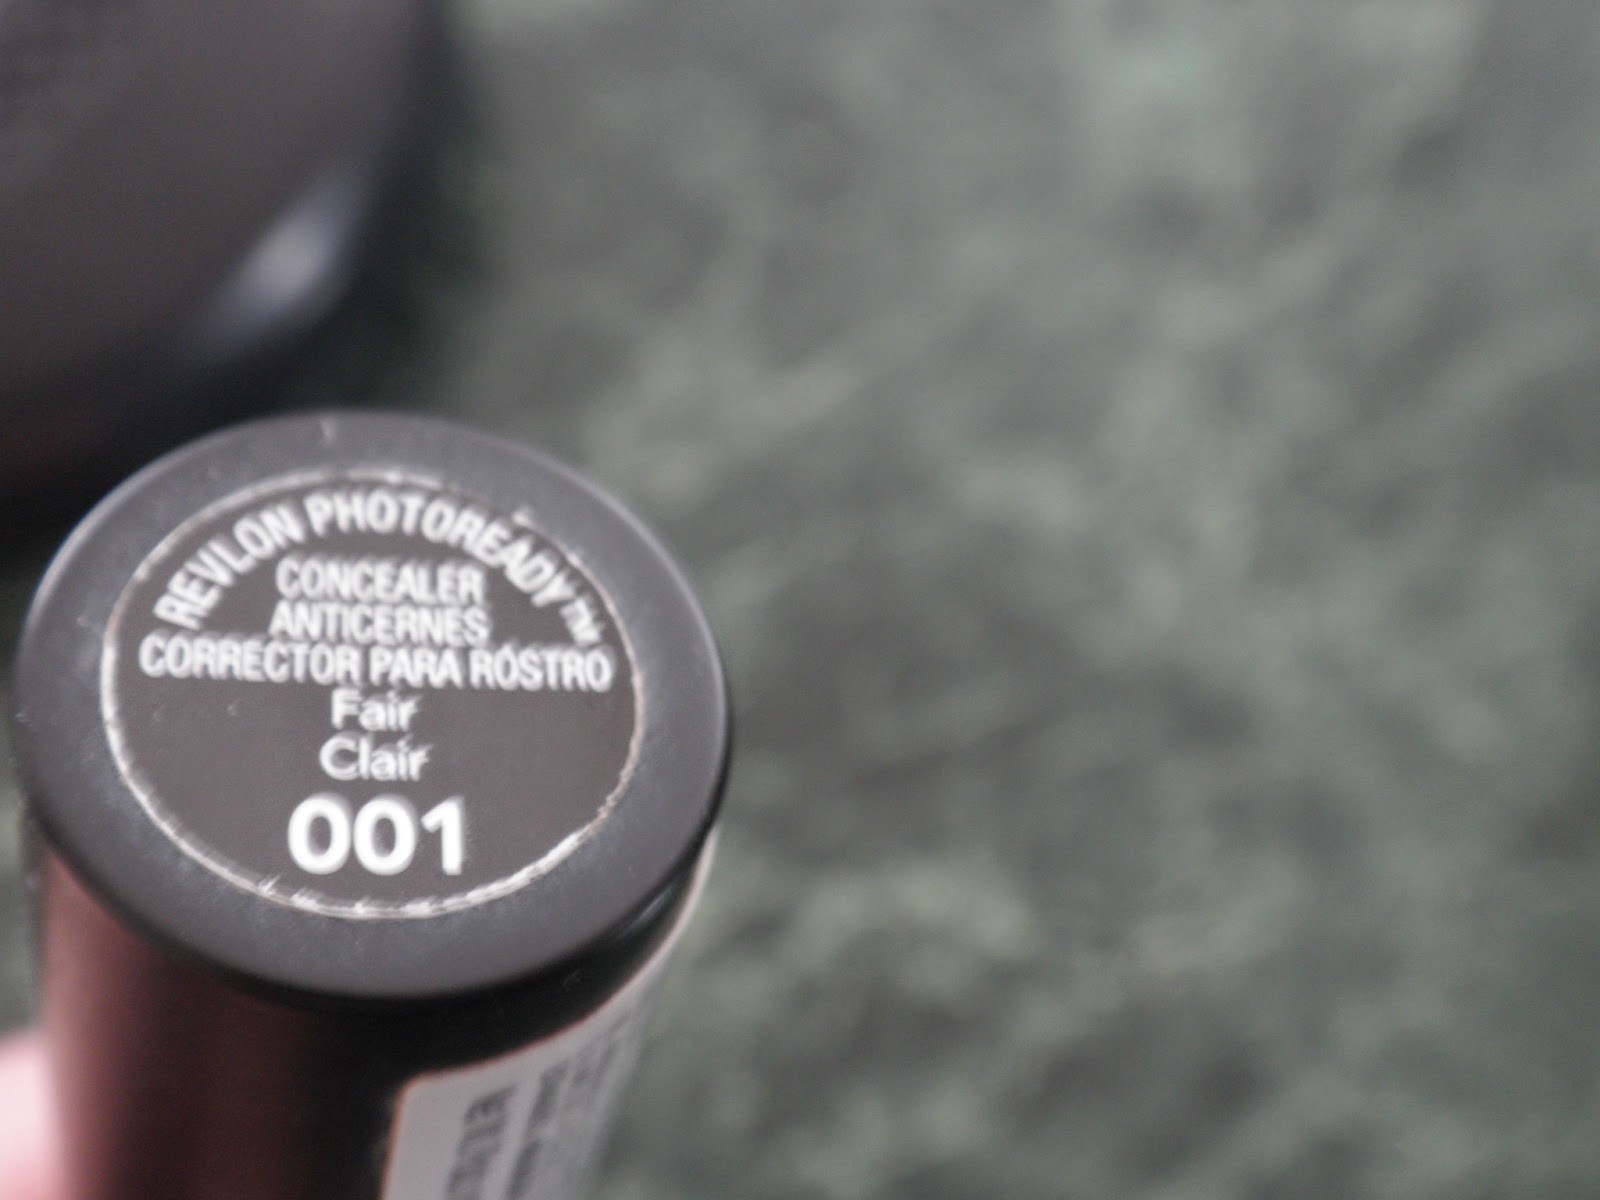 REVLON PHOTOREADY™
CONCEALER
ANTICERNES
CORRECTOR PARA ROSTRO
Fair
Clair
001